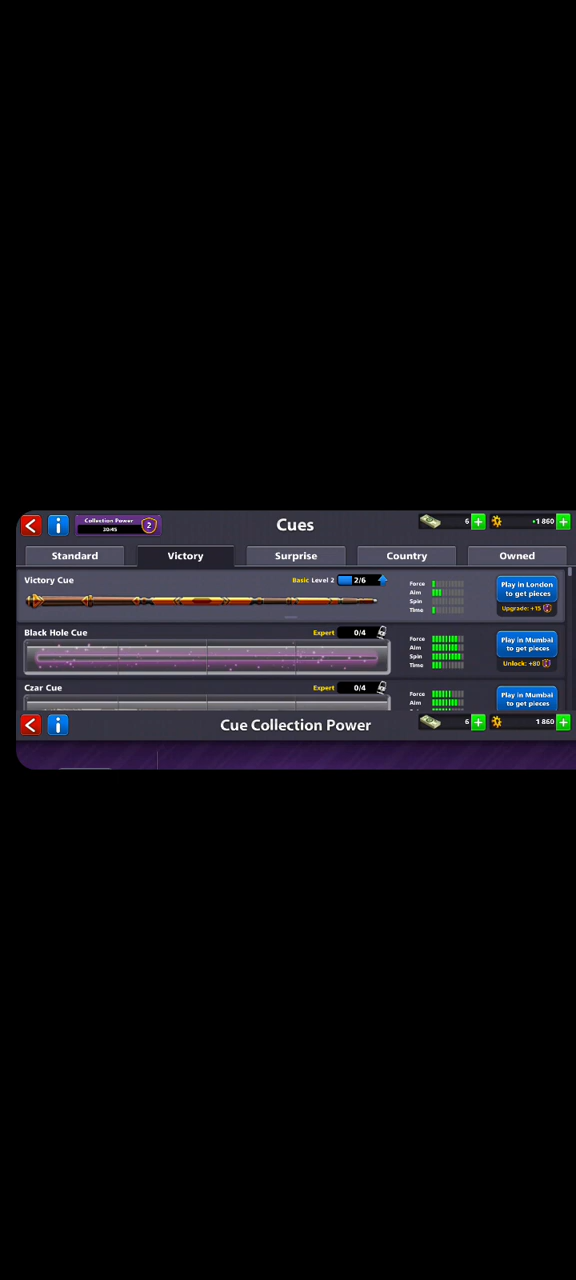 Collection Power
30:45
2
Cues
6
1 860
Standard
Victory
Surprise
Country
Owned
Victory Cue
Basic Level 2
2/6
Force
Aim
Spin
Time
Play in London
to get pieces
Upgrade: +15
Black Hole Cue
Expert
0/4
Force
Aim
Spin
Time
Play in Mumbai
to get pieces
Unlock: +80
Czar Cue
Expert
0/4
Force
Aim
Play in Mumbai
to get pieces
Cue Collection Power
6
1 860